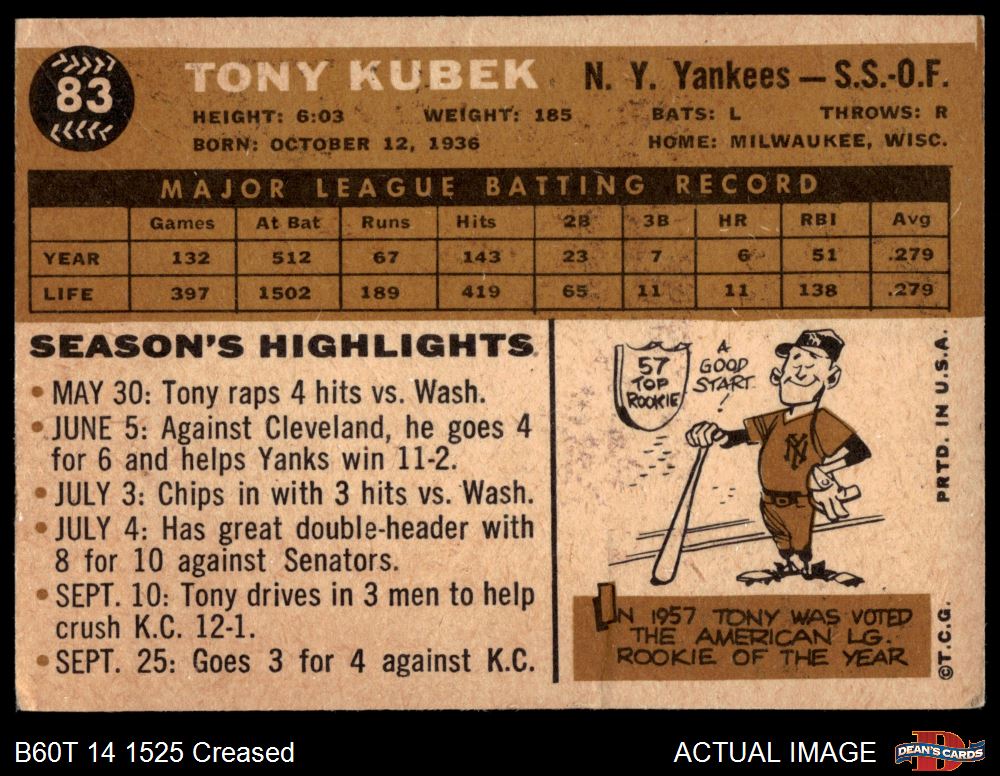 83
TONY KUBEK
N. Y. Yankees — S.S.-O.F.
HEIGHT: 6:03 WEIGHT: 185 BATS: L THROWS: R
BORN: OCTOBER 12, 1936 HOME: MILWAUKEE, WISC.
MAJOR LEAGUE BATTING RECORD
Games At Bat Runs Hits 2B 3B HR RBI Avg
YEAR 132 512 67 143 23 7 6 51 .279
LIFE 397 1502 189 419 65 11 11 138 .279
SEASON'S HIGHLIGHTS
• MAY 30: Tony raps 4 hits vs. Wash.
• JUNE 5: Against Cleveland, he goes 4
for 6 and helps Yanks win 11-2.
• JULY 3: Chips in with 3 hits vs. Wash.
• JULY 4: Has great double-header with
8 for 10 against Senators.
• SEPT. 10: Tony drives in 3 men to help
crush K.C. 12-1.
• SEPT. 25: Goes 3 for 4 against K.C.
57
TOP
ROOKIE
A
GOOD
START
!
NY
IN 1957 TONY WAS VOTED
THE AMERICAN LG.
ROOKIE OF THE YEAR
PRTD. IN U.S.A.
©T.C.G.
B60T 14 1525 Creased
ACTUAL IMAGE
D
DEAN'S CARDS